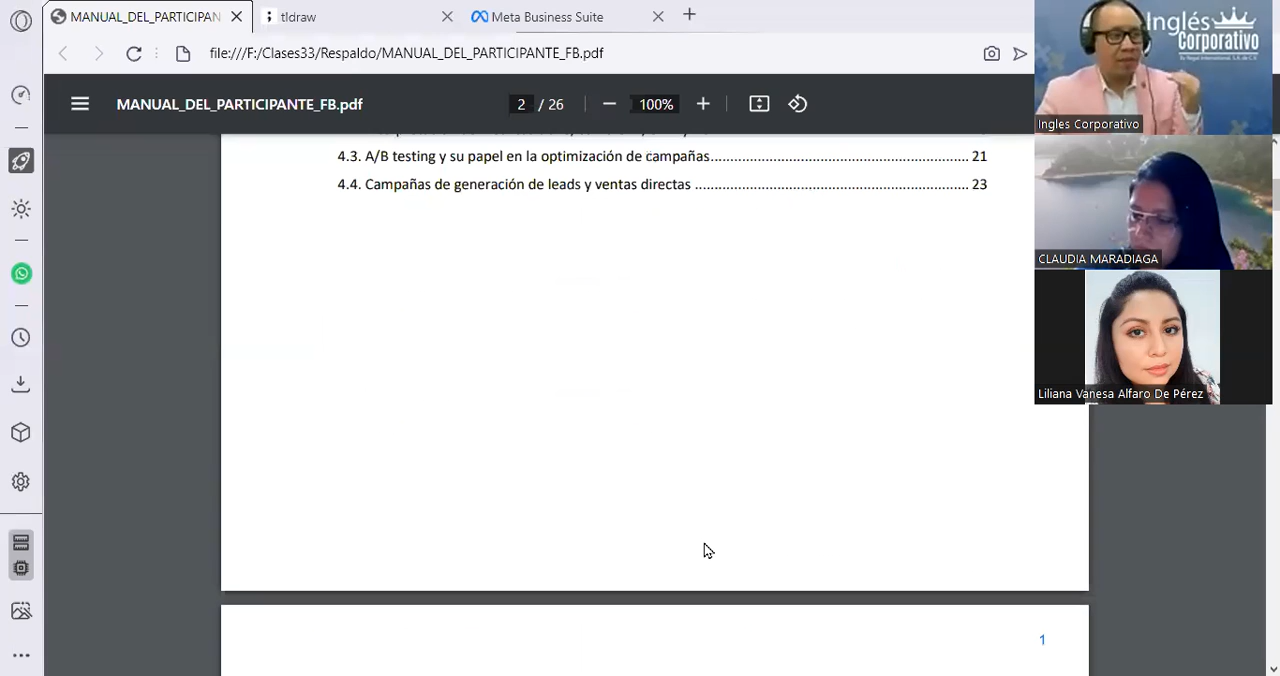 MANUAL_DEL_PARTICIPAN
tldraw
Meta Business Suite
file:///F:/Clases33/Respaldo/MANUAL_DEL_PARTICIPANTE_FB.pdf
MANUAL_DEL_PARTICIPANTE_FB.pdf
2 / 26
100%
4.3. A/B testing y su papel en la optimización de campañas 21
4.4. Campañas de generación de leads y ventas directas 23
1
Inglés
Corporativo
Ingles Corporativo
CLAUDIA MARADIAGA
Liliana Vanesa Alfaro De Pérez